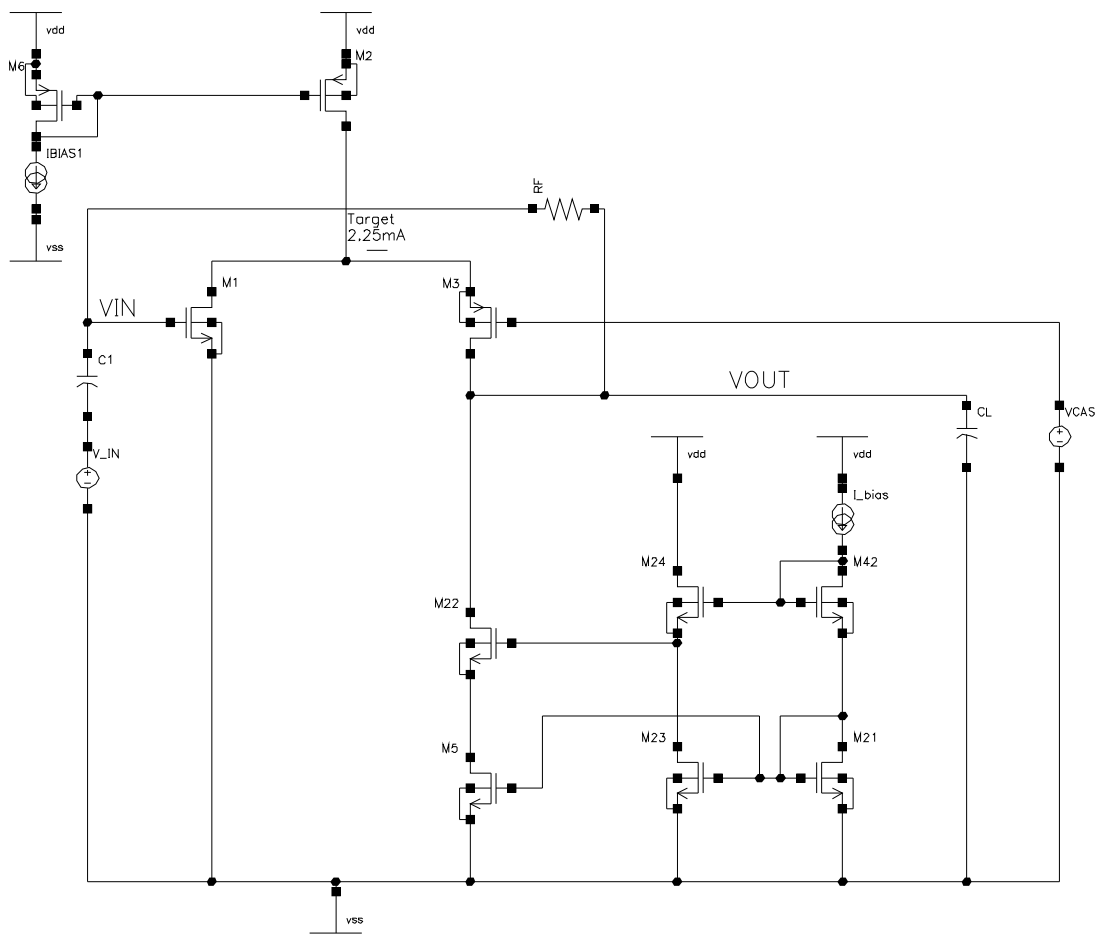 vdd
vdd
M6
M2
IBIAS1
RF
vss
Target
2.25mA
M1
M3
VIN
C1
VOUT
CL
VCAS
V_IN
vdd
vdd
I_bias
M24
M42
M22
M5
M23
M21
vss